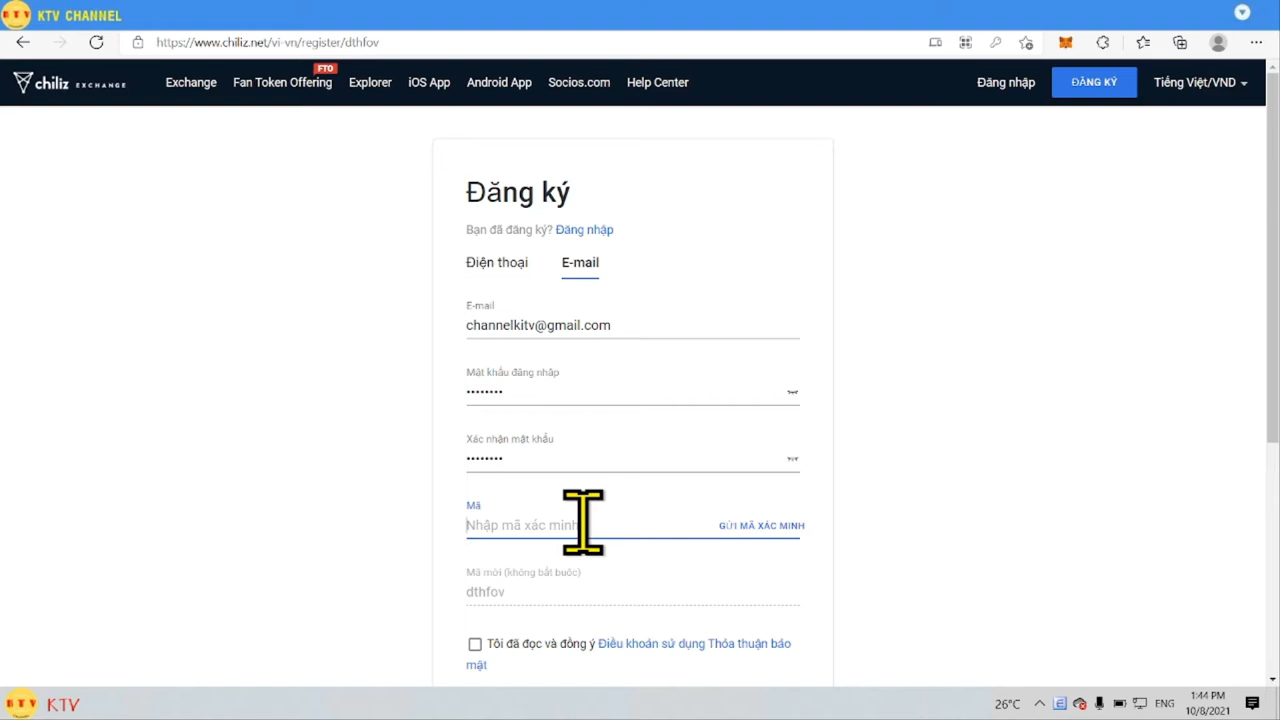 KTV KTV CHANNEL
https://www.chiliz.net/vi-vn/register/dthfov
chiliz EXCHANGE Exchange Fan Token Offering FTO Explorer iOS App Android App Socios.com Help Center Đăng nhập ĐĂNG KÝ Tiếng Việt/VND
Đăng ký
Bạn đã đăng ký? Đăng nhập
Điện thoại E-mail
E-mail
channelkitv@gmail.com
Mật khẩu đăng nhập
••••••••
Xác nhận mật khẩu
••••••••
Mã
Nhập mã xác minh GỬI MÃ XÁC MINH
Mã mời (không bắt buộc)
dthfov
Tôi đã đọc và đồng ý Điều khoản sử dụng Thỏa thuận bảo
mật
KTV KTV 26°C ENG 1:44 PM
10/8/2021